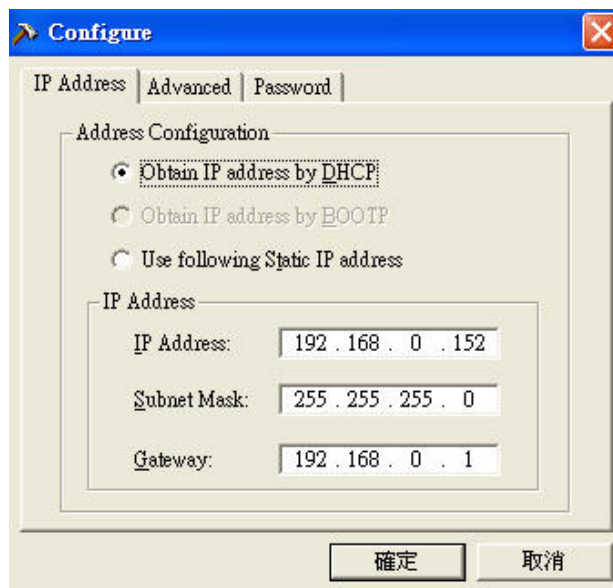 Configure
IP Address Advanced Password
Address Configuration
Obtain IP address by DHCP
Obtain IP address by BOOTP
Use following Static IP address
IP Address
IP Address: 192 . 168 . 0 . 152
Subnet Mask: 255 . 255 . 255 . 0
Gateway: 192 . 168 . 0 . 1
確定 取消